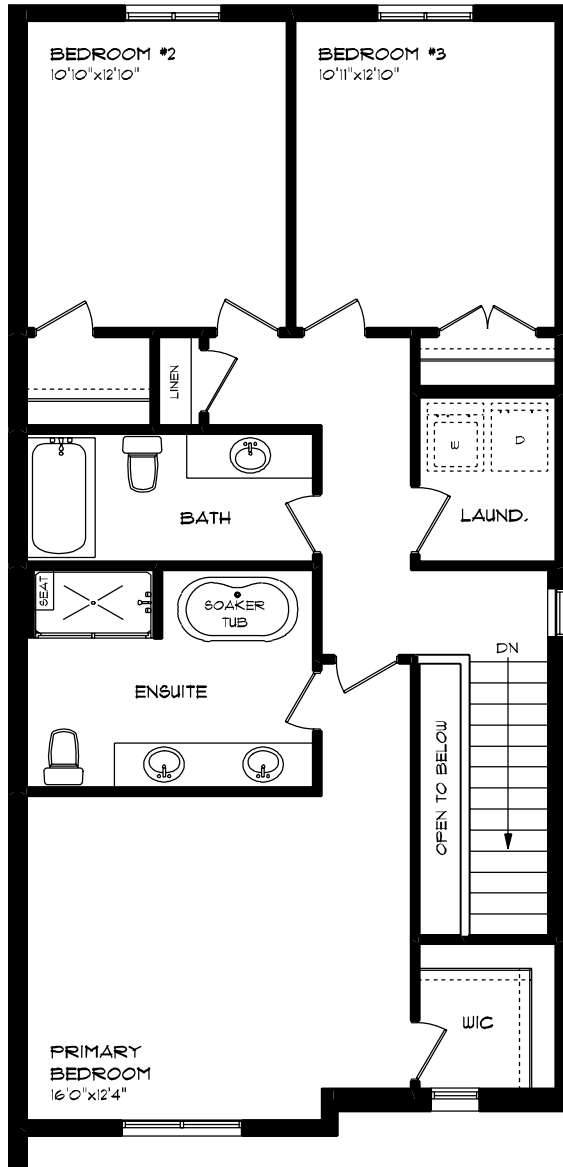 BEDROOM #2
10'10"x12'10"
BEDROOM #3
10'11"x12'10"
LINEN
W
D
BATH
LAUND.
SEAT
SOAKER
TUB
DN
ENSUITE
OPEN TO BELOW
WIC
PRIMARY
BEDROOM
16'0"x12'4"